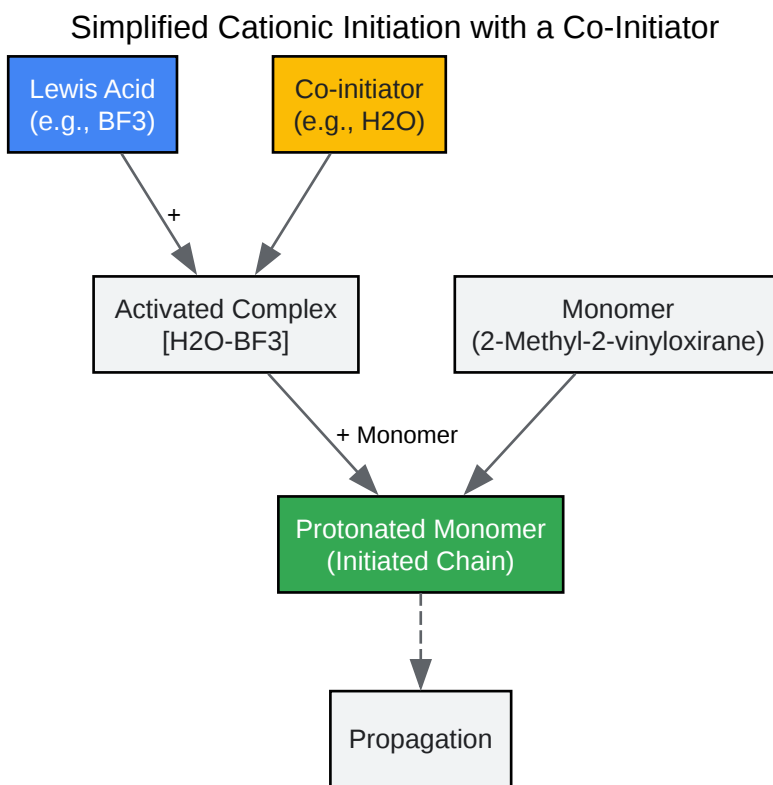 Simplified Cationic Initiation with a Co-Initiator
Lewis Acid
(e.g., BF3)
Co-initiator
(e.g., H2O)
+
Activated Complex
[H2O-BF3]
Monomer
(2-Methyl-2-vinyloxirane)
+ Monomer
Protonated Monomer
(Initiated Chain)
Propagation